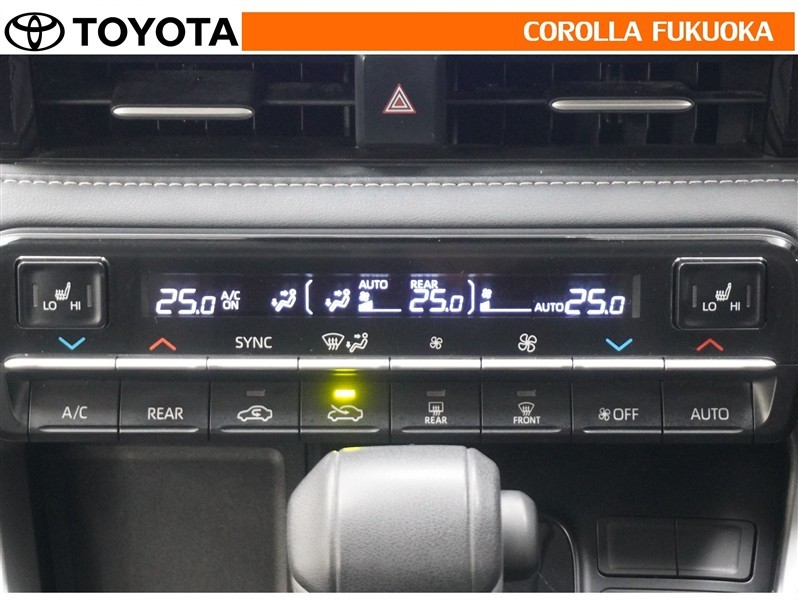 TOYOTA
COROLLA FUKUOKA
LO HI
25.0 A/C ON AUTO REAR 25.0 AUTO 25.0
LO HI
SYNC
A/C REAR REAR FRONT OFF AUTO